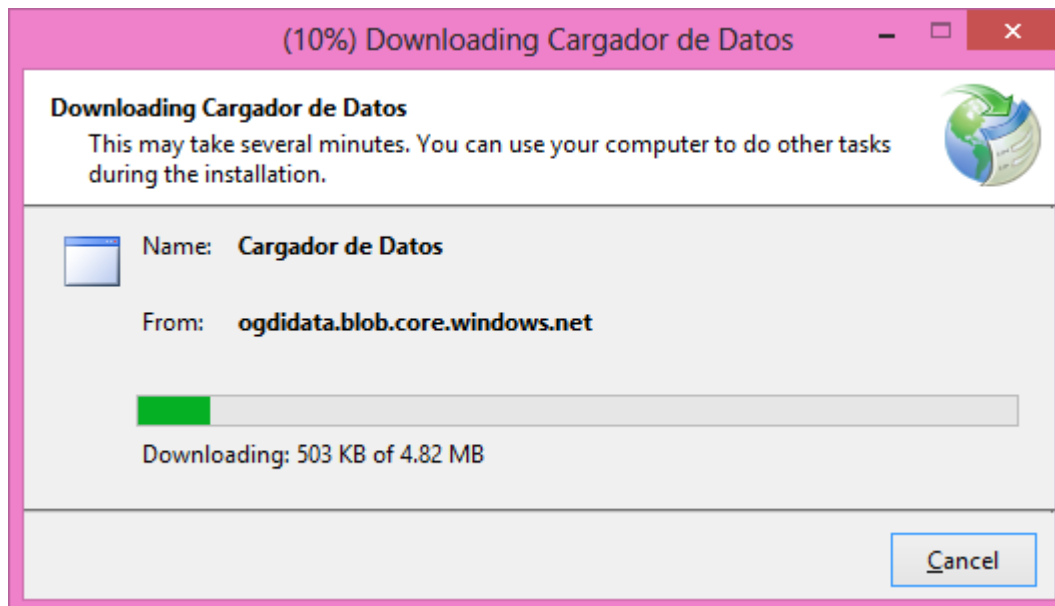 (10%) Downloading Cargador de Datos
Downloading Cargador de Datos
This may take several minutes. You can use your computer to do other tasks
during the installation.
Name: Cargador de Datos
From: ogdidata.blob.core.windows.net
Downloading: 503 KB of 4.82 MB
Cancel